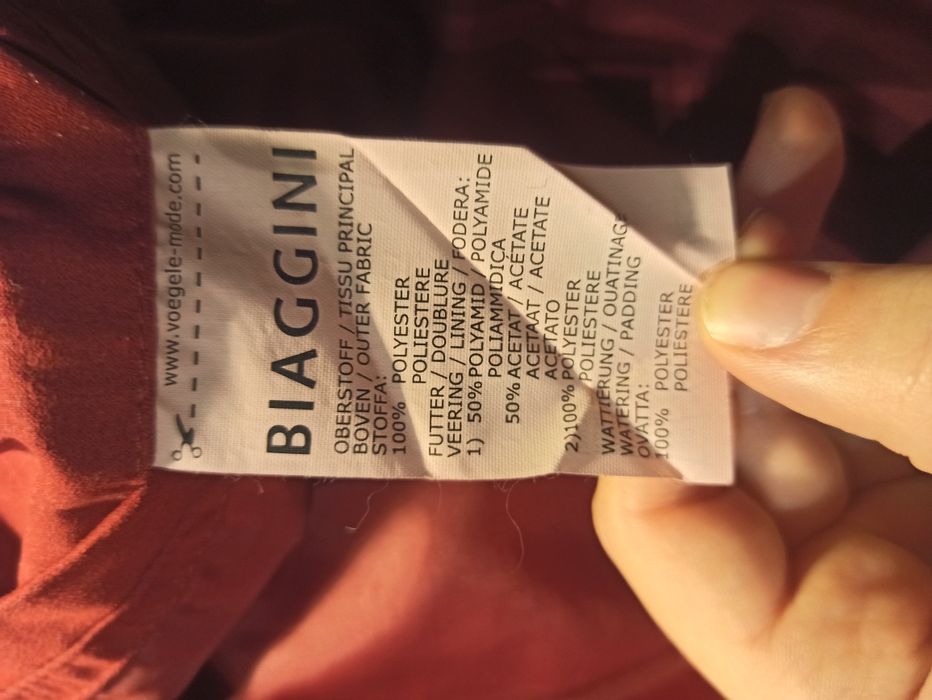 www.voegele-mode.com
BIAGGINI
OBERSTOFF / TISSU PRINCIPAL
BOVEN / OUTER FABRIC
STOFFA:
100% POLYESTER
POLIESTERE
FUTTER / DOUBLURE
VEERING / LINING / FODERA:
1) 50% POLYAMID / POLYAMIDE
POLIAMMIDICA
50% ACETAT / ACÉTATE
ACETAAT / ACETATE
ACETATO
2) 100% POLYESTER
POLIESTERE
WATTIERUNG / OUATINAGE
WATERING / PADDING
OVATTA:
100% POLYESTER
POLIESTERE